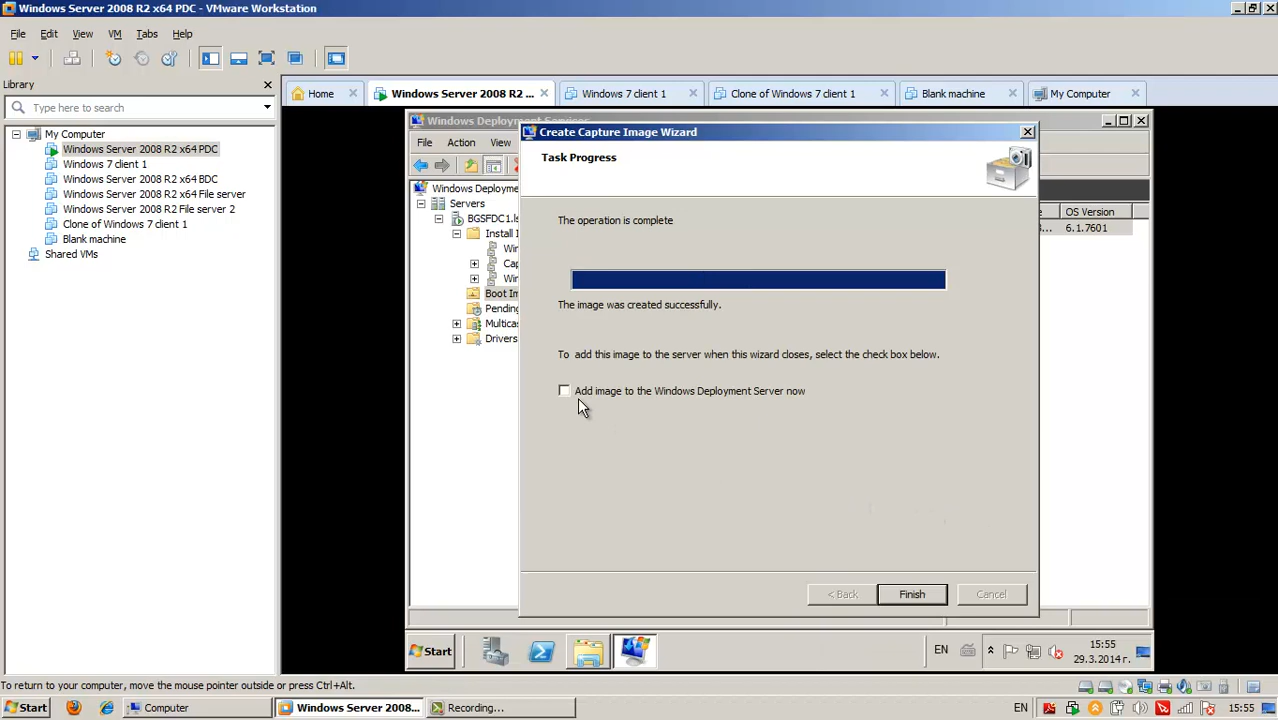 Windows Server 2008 R2 x64 PDC - VMware Workstation
File Edit View VM Tabs Help
Library
Type here to search
My Computer
Windows Server 2008 R2 x64 PDC
Windows 7 client 1
Windows Server 2008 R2 x64 BDC
Windows Server 2008 R2 x64 File server
Windows Server 2008 R2 File server 2
Clone of Windows 7 client 1
Blank machine
Shared VMs
Home
Windows Server 2008 R2 ...
Windows 7 client 1
Clone of Windows 7 client 1
Blank machine
My Computer
Windows Deployment Services
File Action View
Windows Deployme
Servers
BGSFDC1.ls
Install I
Win
Cap
Win
Boot Im
Pending
Multicas
Drivers
Create Capture Image Wizard
Task Progress
The operation is complete
The image was created successfully.
To add this image to the server when this wizard closes, select the check box below.
Add image to the Windows Deployment Server now
< Back Finish Cancel
OS Version
6.1.7601
Start
EN
15:55
29.3.2014 г.
To return to your computer, move the mouse pointer outside or press Ctrl+Alt.
Start
Computer
Windows Server 2008...
Recording...
EN
15:55